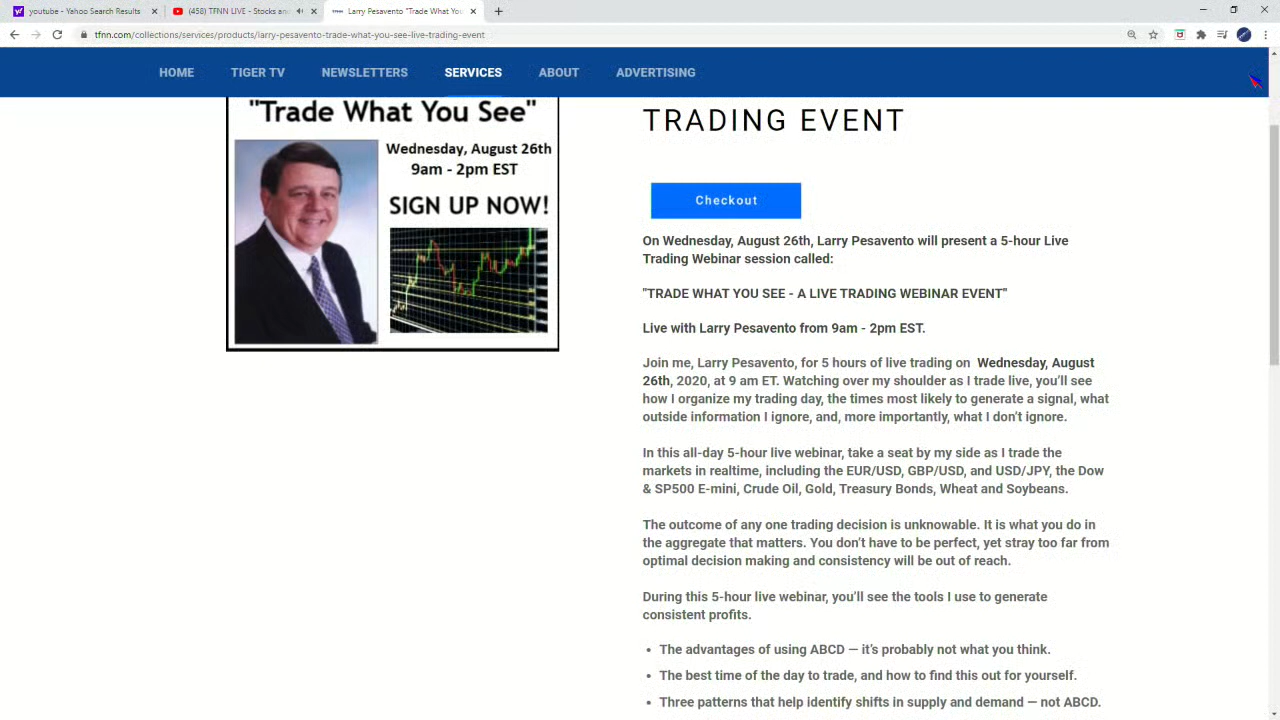 youtube - Yahoo Search Results
(458) TFNN LIVE - Stocks and
Larry Pesavento "Trade What You
tfnn.com/collections/services/products/larry-pesavento-trade-what-you-see-live-trading-event
HOME TIGER TV NEWSLETTERS SERVICES ABOUT ADVERTISING
"Trade What You See"
Wednesday, August 26th
9am - 2pm EST
SIGN UP NOW!
TRADING EVENT
Checkout
On Wednesday, August 26th, Larry Pesavento will present a 5-hour Live
Trading Webinar session called:
"TRADE WHAT YOU SEE - A LIVE TRADING WEBINAR EVENT"
Live with Larry Pesavento from 9am - 2pm EST.
Join me, Larry Pesavento, for 5 hours of live trading on Wednesday, August
26th, 2020, at 9 am ET. Watching over my shoulder as I trade live, you’ll see
how I organize my trading day, the times most likely to generate a signal, what
outside information I ignore, and, more importantly, what I don’t ignore.
In this all-day 5-hour live webinar, take a seat by my side as I trade the
markets in realtime, including the EUR/USD, GBP/USD, and USD/JPY, the Dow
& SP500 E-mini, Crude Oil, Gold, Treasury Bonds, Wheat and Soybeans.
The outcome of any one trading decision is unknowable. It is what you do in
the aggregate that matters. You don’t have to be perfect, yet stray too far from
optimal decision making and consistency will be out of reach.
During this 5-hour live webinar, you’ll see the tools I use to generate
consistent profits.
• The advantages of using ABCD — it’s probably not what you think.
• The best time of the day to trade, and how to find this out for yourself.
• Three patterns that help identify shifts in supply and demand — not ABCD.